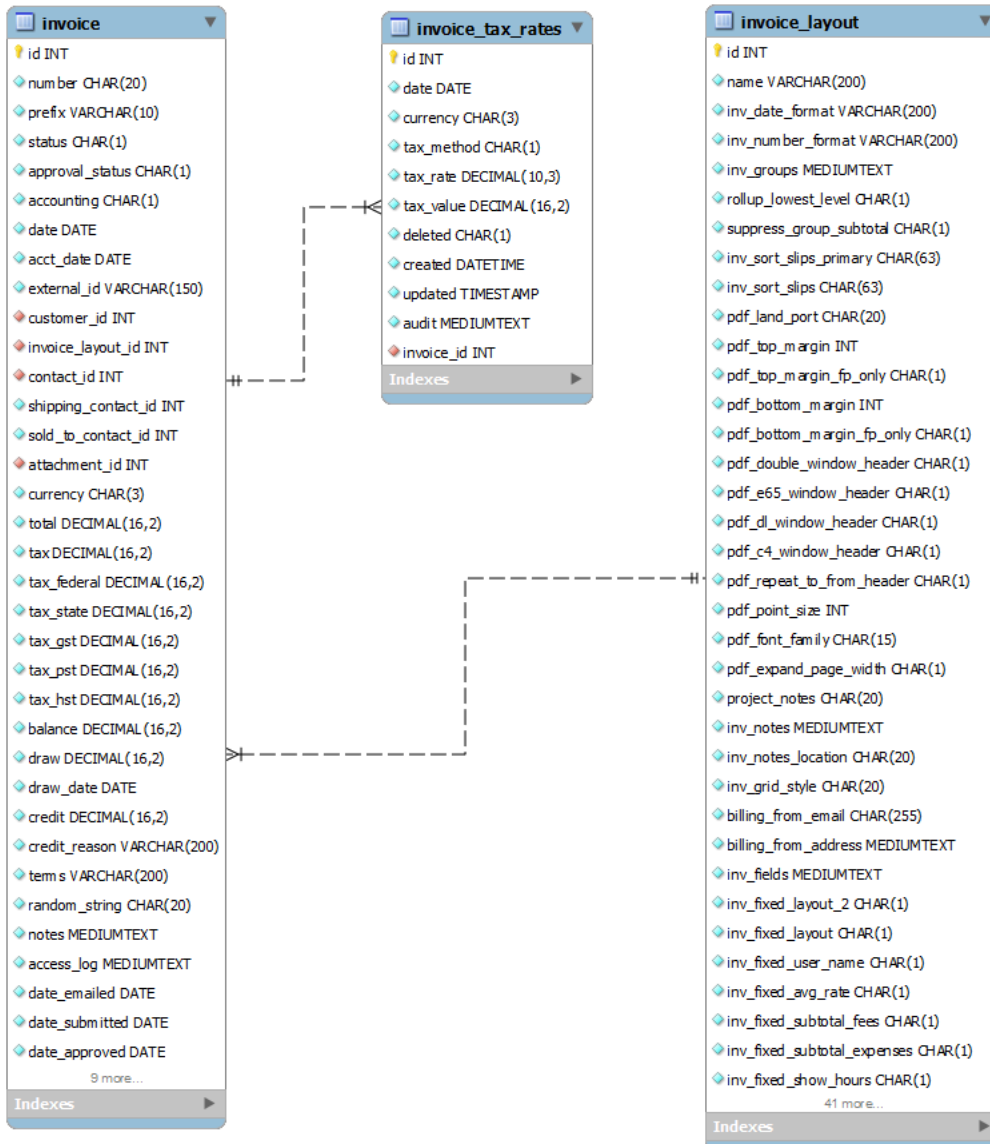 invoice
id INT
number CHAR(20)
prefix VARCHAR(10)
status CHAR(1)
approval_status CHAR(1)
accounting CHAR(1)
date DATE
acct_date DATE
external_id VARCHAR(150)
customer_id INT
invoice_layout_id INT
contact_id INT
shipping_contact_id INT
sold_to_contact_id INT
attachment_id INT
currency CHAR(3)
total DECIMAL(16,2)
tax DECIMAL(16,2)
tax_federal DECIMAL(16,2)
tax_state DECIMAL(16,2)
tax_gst DECIMAL(16,2)
tax_pst DECIMAL(16,2)
tax_hst DECIMAL(16,2)
balance DECIMAL(16,2)
draw DECIMAL(16,2)
draw_date DATE
credit DECIMAL(16,2)
credit_reason VARCHAR(200)
terms VARCHAR(200)
random_string CHAR(20)
notes MEDIUMTEXT
access_log MEDIUMTEXT
date_emailed DATE
date_submitted DATE
date_approved DATE
9 more...
Indexes
invoice_tax_rates
id INT
date DATE
currency CHAR(3)
tax_method CHAR(1)
tax_rate DECIMAL(10,3)
tax_value DECIMAL(16,2)
deleted CHAR(1)
created DATETIME
updated TIMESTAMP
audit MEDIUMTEXT
invoice_id INT
Indexes
invoice_layout
id INT
name VARCHAR(200)
inv_date_format VARCHAR(200)
inv_number_format VARCHAR(200)
inv_groups MEDIUMTEXT
rollup_lowest_level CHAR(1)
suppress_group_subtotal CHAR(1)
inv_sort_slips_primary CHAR(63)
inv_sort_slips CHAR(63)
pdf_land_port CHAR(20)
pdf_top_margin INT
pdf_top_margin_fp_only CHAR(1)
pdf_bottom_margin INT
pdf_bottom_margin_fp_only CHAR(1)
pdf_double_window_header CHAR(1)
pdf_e65_window_header CHAR(1)
pdf_dl_window_header CHAR(1)
pdf_c4_window_header CHAR(1)
pdf_repeat_to_from_header CHAR(1)
pdf_point_size INT
pdf_font_family CHAR(15)
pdf_expand_page_width CHAR(1)
project_notes CHAR(20)
inv_notes MEDIUMTEXT
inv_notes_location CHAR(20)
inv_grid_style CHAR(20)
billing_from_email CHAR(255)
billing_from_address MEDIUMTEXT
inv_fields MEDIUMTEXT
inv_fixed_layout_2 CHAR(1)
inv_fixed_layout CHAR(1)
inv_fixed_user_name CHAR(1)
inv_fixed_avg_rate CHAR(1)
inv_fixed_subtotal_fees CHAR(1)
inv_fixed_subtotal_expenses CHAR(1)
inv_fixed_show_hours CHAR(1)
41 more...
Indexes